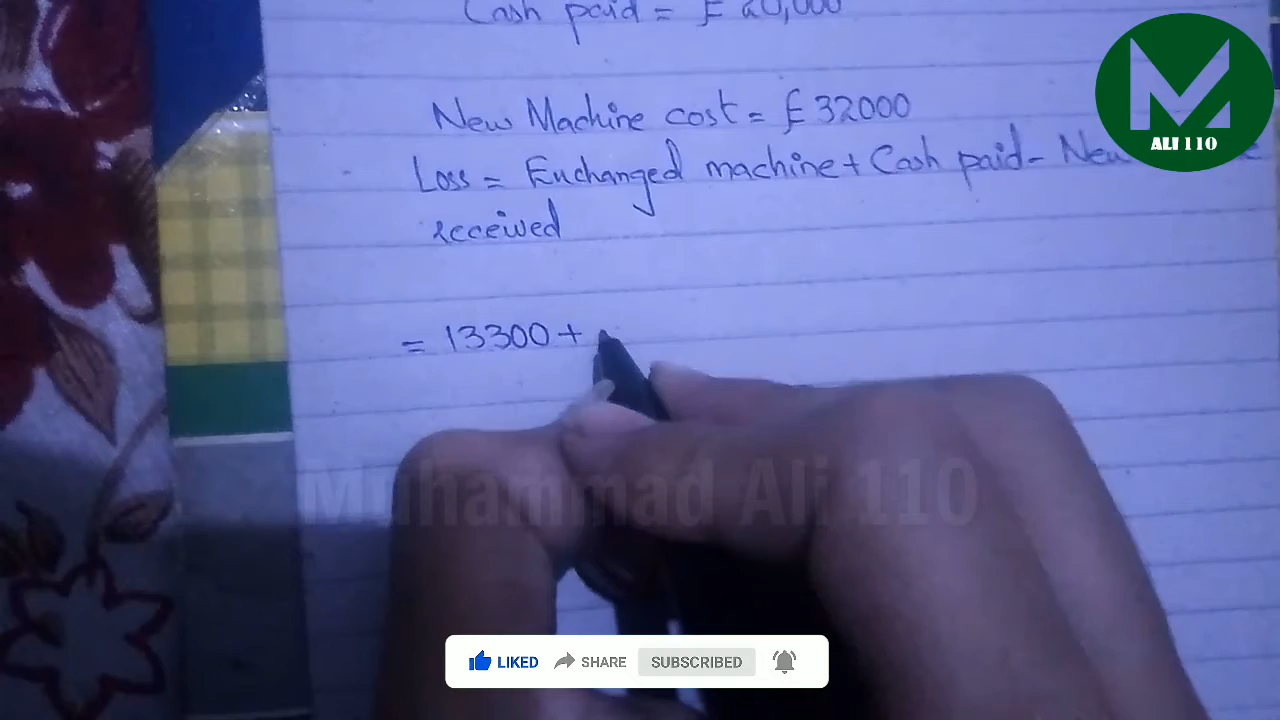 Cash paid = £ 20,000
M
ALI 110
New Machine cost = £ 32000
Loss = Enchanged machine + Cash paid - New
received
= 13300 +
Muhammad Ali 110
LIKED SHARE SUBSCRIBED